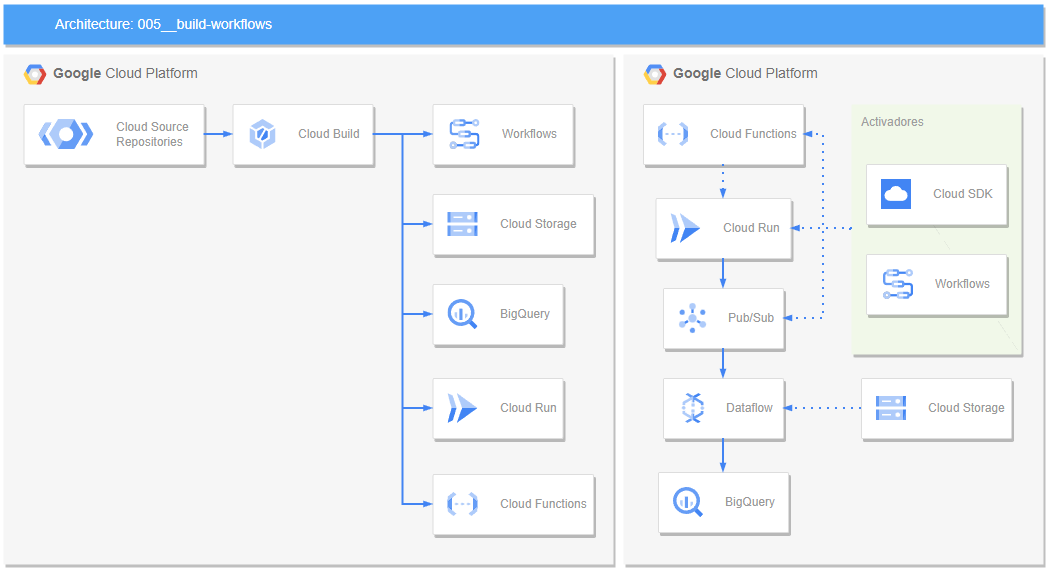 Architecture: 005__build-workflows
Google Cloud Platform
Cloud Source
Repositories
Cloud Build
Workflows
Cloud Storage
BigQuery
Cloud Run
Cloud Functions
Google Cloud Platform
Cloud Functions
Cloud Run
Pub/Sub
Dataflow
BigQuery
Activadores
Cloud SDK
Workflows
Cloud Storage